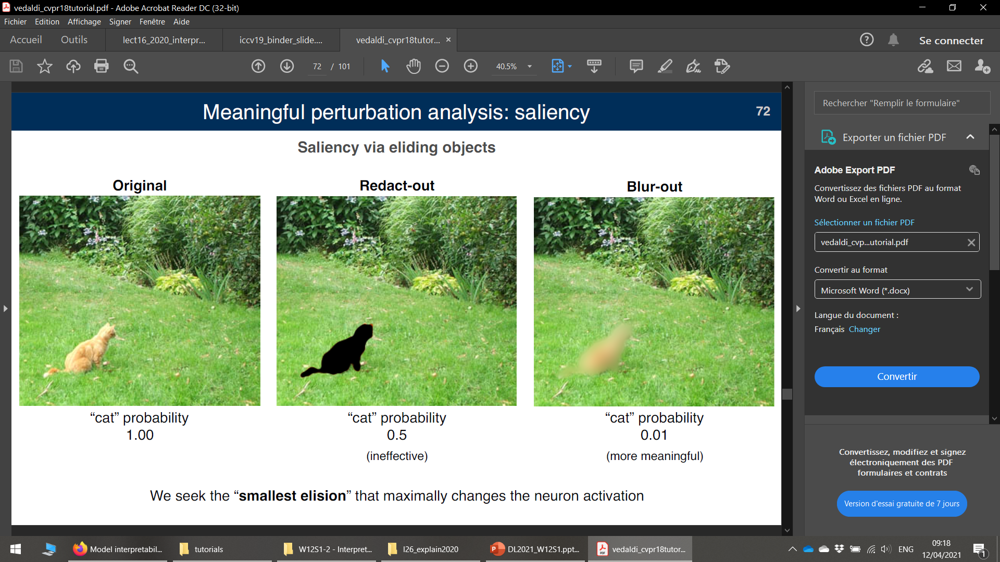 vedaldi_cvpr18tutorial.pdf - Adobe Acrobat Reader DC (32-bit)
Fichier Edition Affichage Signer Fenêtre Aide
Accueil Outils lect16_2020_interpr... iccv19_binder_slide.... vedaldi_cvpr18tutor... × Se connecter
72 / 101 40.5%
Meaningful perturbation analysis: saliency 72
Saliency via eliding objects
Original
Redact-out
Blur-out
“cat” probability
1.00
“cat” probability
0.5
(ineffective)
“cat” probability
0.01
(more meaningful)
We seek the “smallest elision” that maximally changes the neuron activation
Rechercher "Remplir le formulaire"
Exporter un fichier PDF
Adobe Export PDF
Convertissez des fichiers PDF au format
Word ou Excel en ligne.
Sélectionner un fichier PDF
vedaldi_cvp...utorial.pdf
Convertir au format
Microsoft Word (*.docx)
Langue du document :
Français Changer
Convertir
Convertissez, modifiez et signez
électroniquement des PDF
formulaires et contrats
Version d'essai gratuite de 7 jours
Model interpretabil... tutorials W12S1-2 - Interpret... I26_explain2020 DL2021_W12S1.ppt... vedaldi_cvpr18tutor... ENG
09:18
12/04/2021
1